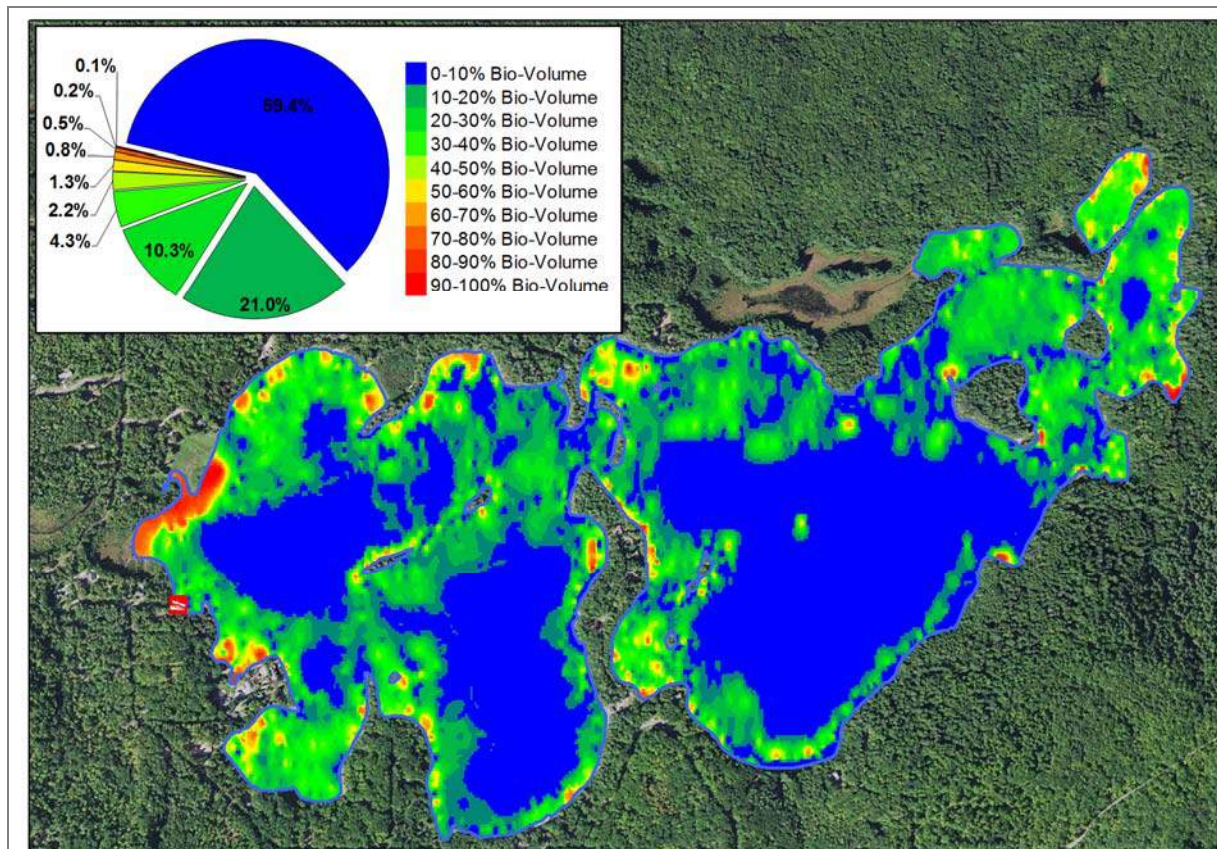 0.1%
0.2%
0.5%
0.8%
1.3%
2.2%
4.3%
10.3%
21.0%
59.4%
0-10% Bio-Volume
10-20% Bio-Volume
20-30% Bio-Volume
30-40% Bio-Volume
40-50% Bio-Volume
50-60% Bio-Volume
60-70% Bio-Volume
70-80% Bio-Volume
80-90% Bio-Volume
90-100% Bio-Volume